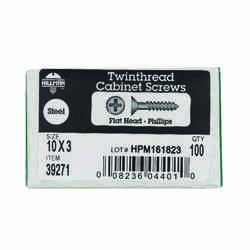 HILLMAN
Twinthread
Cabinet Screws
Steel
Flat Head - Phillips
SIZE
10 X 3
QTY
100
LOT# HPM161823
ITEM
39271
0 08236 04401 0